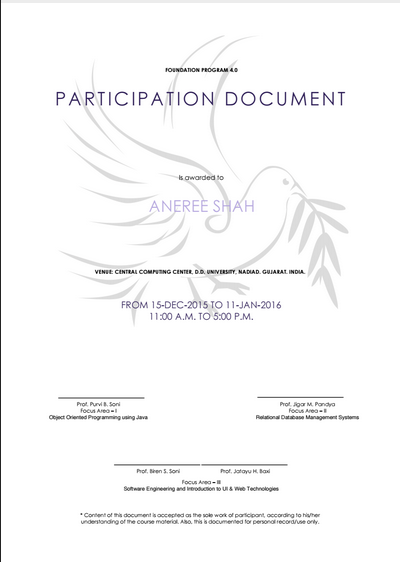 FOUNDATION PROGRAM 4.0
PARTICIPATION DOCUMENT
is awarded to
ANEREE SHAH
VENUE: CENTRAL COMPUTING CENTER, D.D. UNIVERSITY, NADIAD, GUJARAT, INDIA.
FROM 15-DEC-2015 TO 11-JAN-2016
11:00 A.M. TO 5:00 P.M.
Prof. Purvi B. Soni
Focus Area – I
Object Oriented Programming using Java
Prof. Jigar M. Pandya
Focus Area – II
Relational Database Management Systems
Prof. Biren S. Soni
Prof. Jatayu H. Baxi
Focus Area – III
Software Engineering and Introduction to UI & Web Technologies
* Content of this document is accepted as the sole work of participant, according to his/her
understanding of the course material. Also, this is documented for personal record/use only.